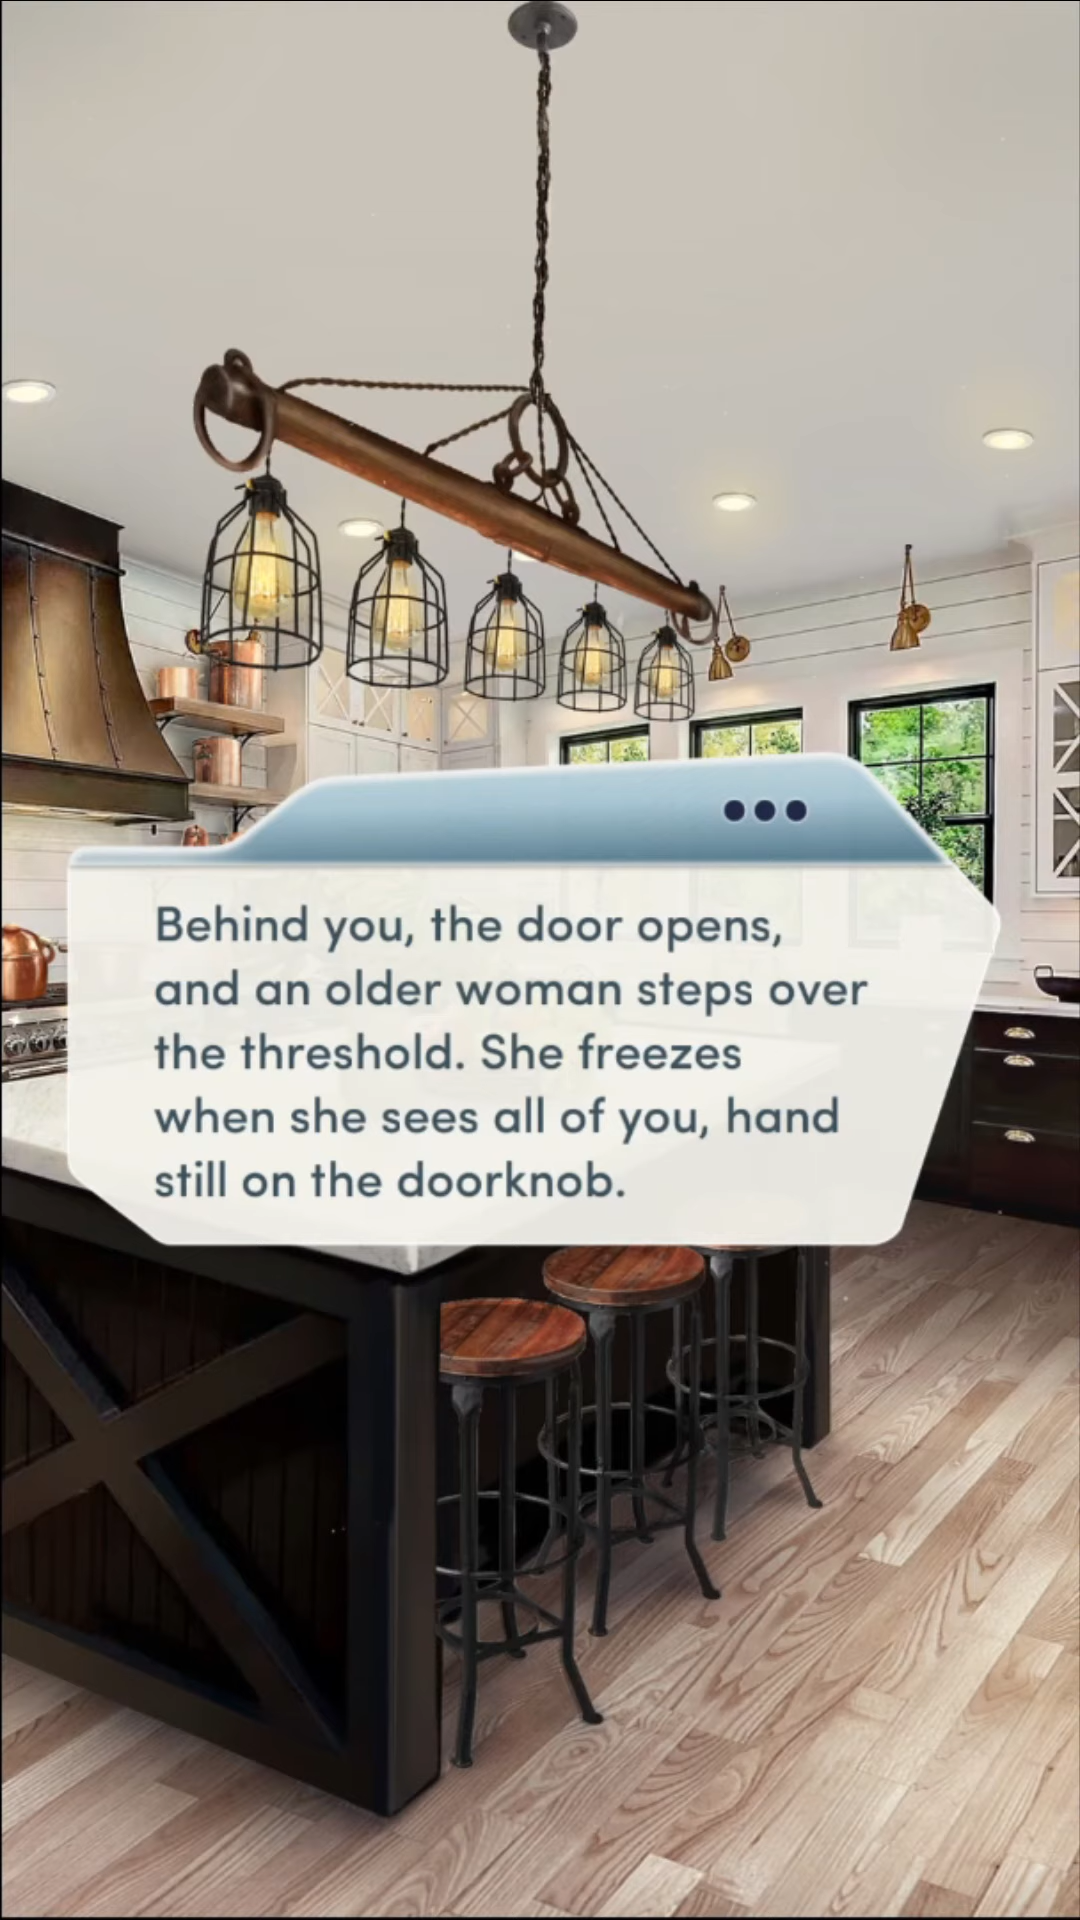 Behind you, the door opens,
and an older woman steps over
the threshold. She freezes
when she sees all of you, hand
still on the doorknob.